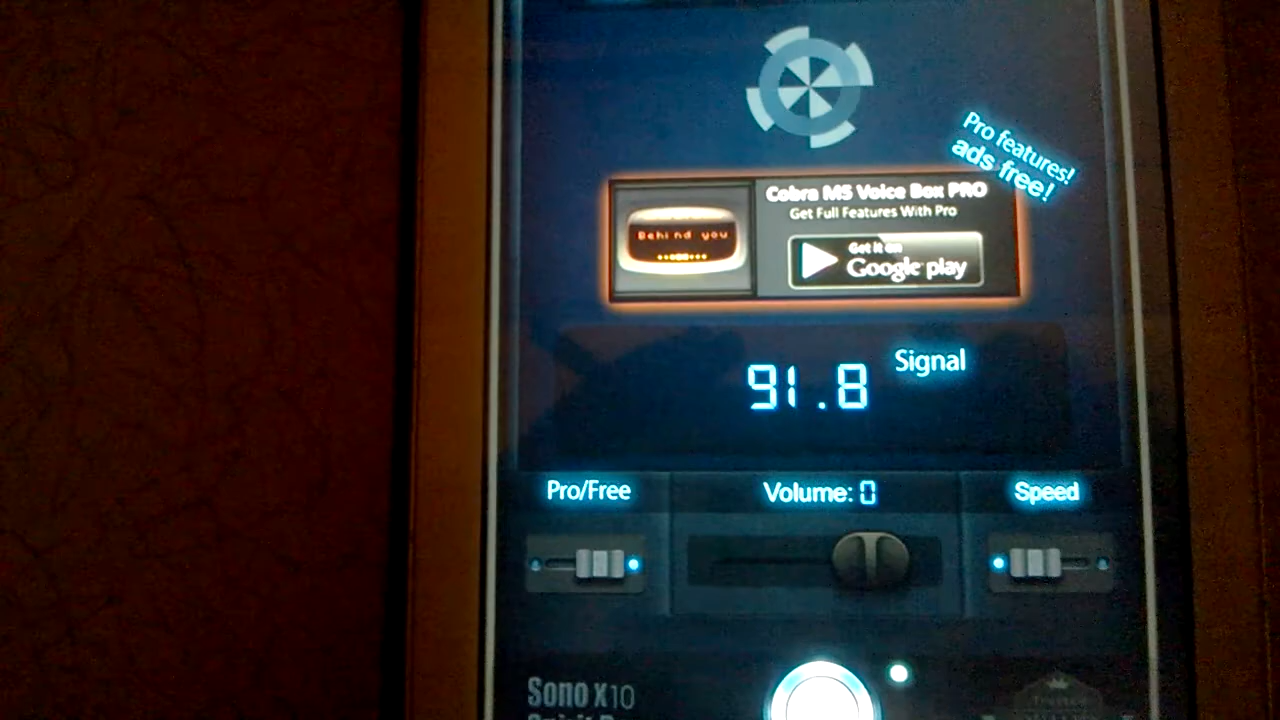 Pro features!
ads free!
Cobra M5 Voice Box PRO
Get Full Features With Pro
Behind you
Get it on
Google play
Signal
91.8
Pro/Free
Volume: 0
Speed
Sono X10